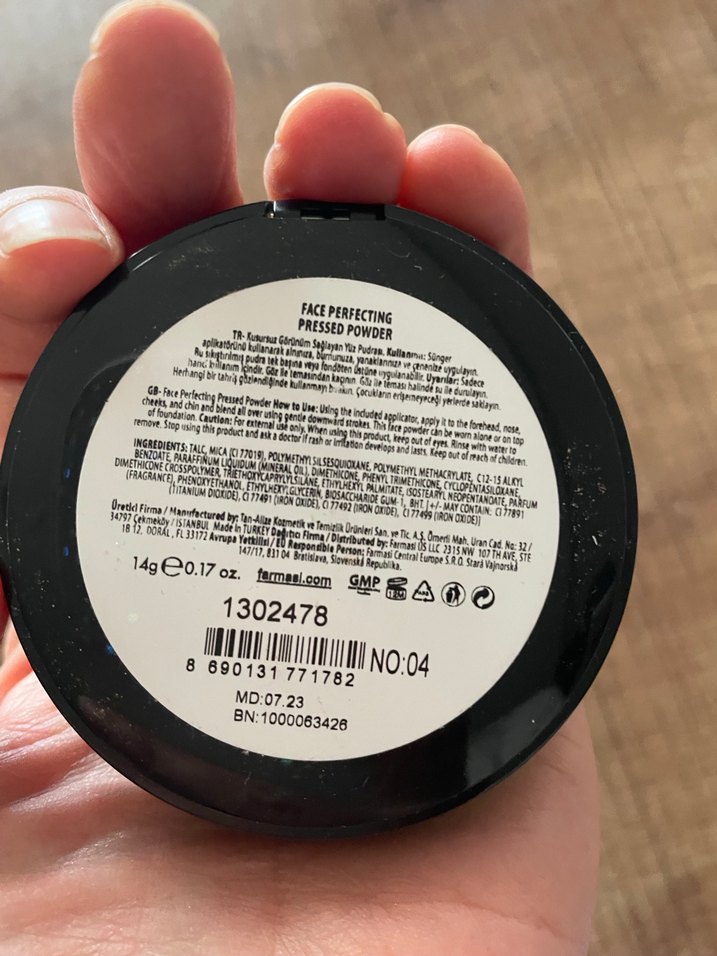 FACE PERFECTING
PRESSED POWDER
TR- Kusursuz Görünüm Sağlayan Yüz Pudrası. Kullanımı: Sünger
aplikatörünü kullanarak alnınıza, burnunuza, yanaklarınıza ve çenenize uygulayın.
Bu sıkıştırılmış pudra tek başına veya fondöten üstüne uygulanabilir. Uyarılar: Sadece
harici kullanım içindir. Göz ile temasından kaçının. Göz ile teması halinde su ile durulayın.
Herhangi bir tahriş gözlendiğinde kullanmayı bırakın. Çocukların erişemeyeceği yerlerde saklayın.
GB- Face Perfecting Pressed Powder How to Use: Using the included applicator, apply it to the forehead, nose,
cheeks, and chin and blend all over using gentle downward strokes. This face powder can be worn alone or on top
of foundation. Caution: For external use only. When using this product, keep out of eyes. Rinse with water to
remove. Stop using this product and ask a doctor if rash or irritation develops and lasts. Keep out of reach of children.
INGREDIENTS: TALC, MICA (CI 77019), POLYMETHYLSILSESQUIOXANE, POLYMETHYL METHACRYLATE, C12-15 ALKYL
BENZOATE, PARAFFINUM LIQUIDUM (MINERAL OIL), DIMETHICONE, PHENYL TRIMETHICONE, CYCLOPENTASILOXANE,
DIMETHICONE CROSSPOLYMER, TRIETHOXYCAPRYLYLSILANE, ETHYLHEXYL PALMITATE, ISOSTEARYL NEOPENTANOATE, PARFUM
(FRAGRANCE), PHENOXYETHANOL, ETHYLHEXYLGLYCERIN, BIOSACCHARIDE GUM-1, BHT. [+/- MAY CONTAIN: CI 77891
(TITANIUM DIOXIDE), CI 77491 (IRON OXIDE), CI 77492 (IRON OXIDE), CI 77499 (IRON OXIDE)]
Üretici Firma / Manufactured by: Tan-Alize Kozmetik ve Temizlik Ürünleri San. ve Tic. A.Ş. Ömerli Mah. Uran Cad. No: 32 /
34797 Çekmeköy / İSTANBUL Made in TURKEY Dağıtıcı Firma / Distributed by: Farmasi US LLC 2315 NW 107 TH AVE, STE
1B 12, DORAL, FL 33172 Avrupa Yetkilisi / EU Responsible Person: Farmasi Central Europe S.R.O. Stará Vajnorská
147/17, 831 04 Bratislava, Slovenská Republika.
14g ℮ 0.17 oz. farmasi.com GMP 18M
1302478
NO:04
8 690131 771782
MD:07.23
BN:1000063426